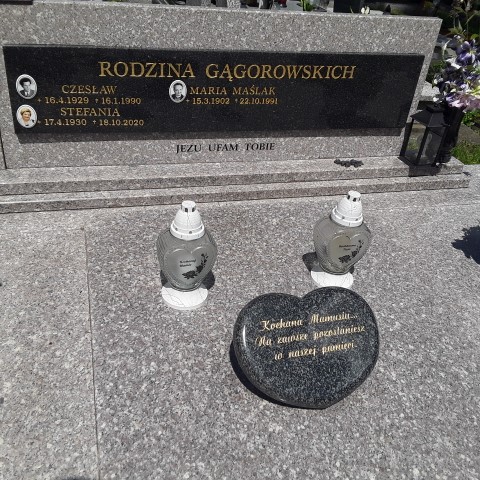 RODZINA GĄGOROWSKICH
CZESŁAW
* 16.4.1929 † 16.1.1990
MARIA MAŚLAK
* 15.3.1902 † 22.10.1991
STEFANIA
* 17.4.1930 † 18.10.2020
JEZU UFAM TOBIE
Kochana Mamusiu...
Na zawsze pozostaniesz
w naszej pamięci.